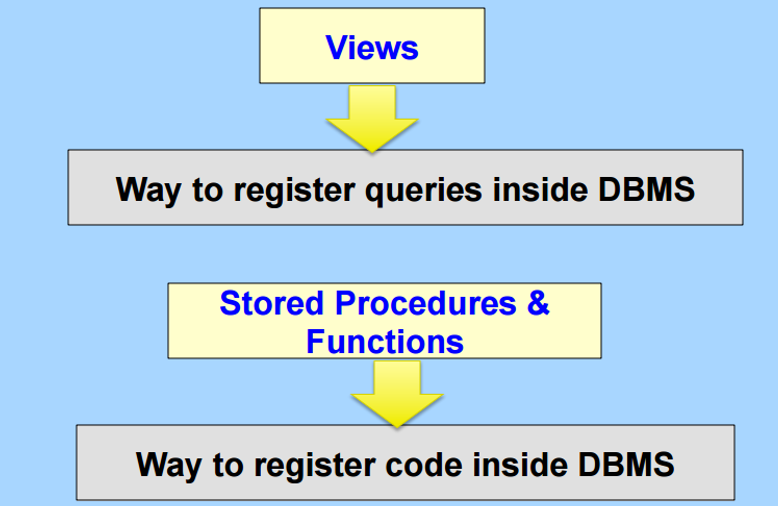 Views
Way to register queries inside DBMS
Stored Procedures &
Functions
Way to register code inside DBMS